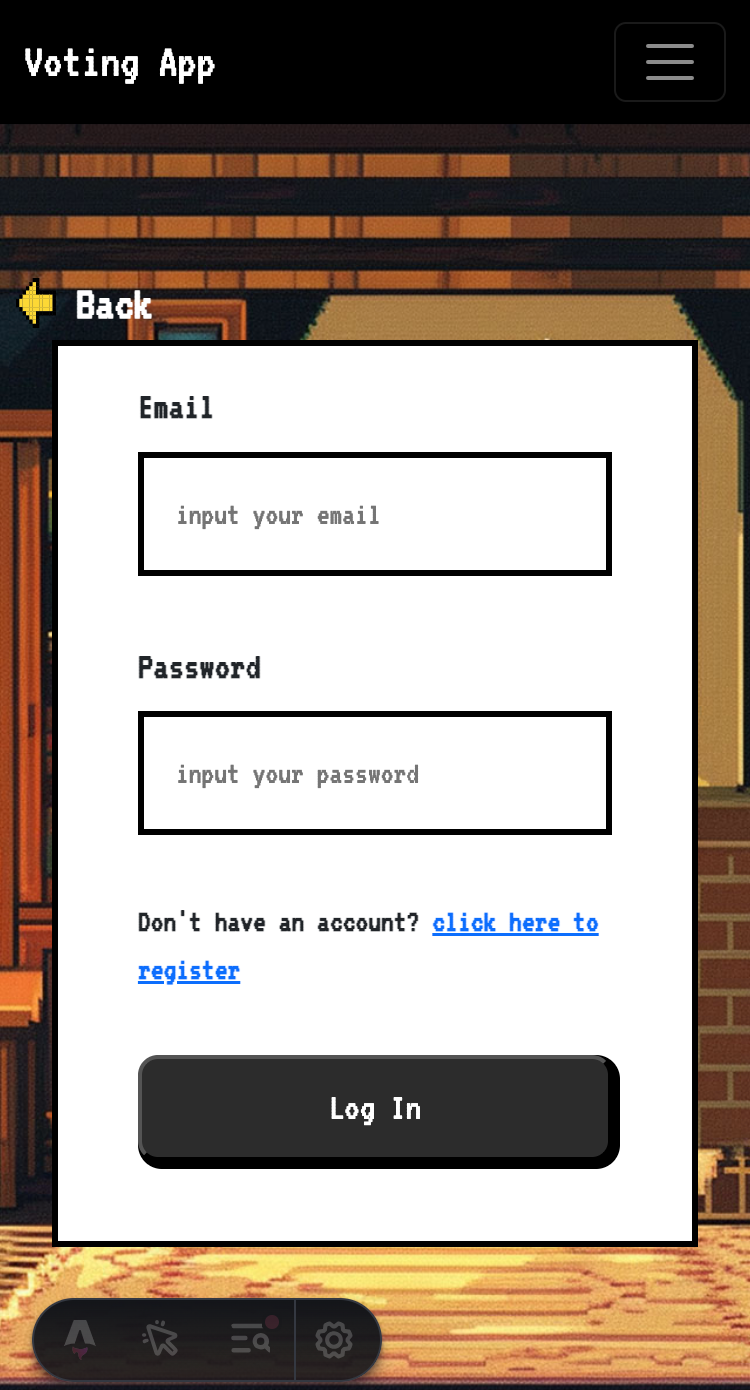 Voting App
Back
Email
input your email
Password
input your password
Don't have an account? click here to
register
Log In